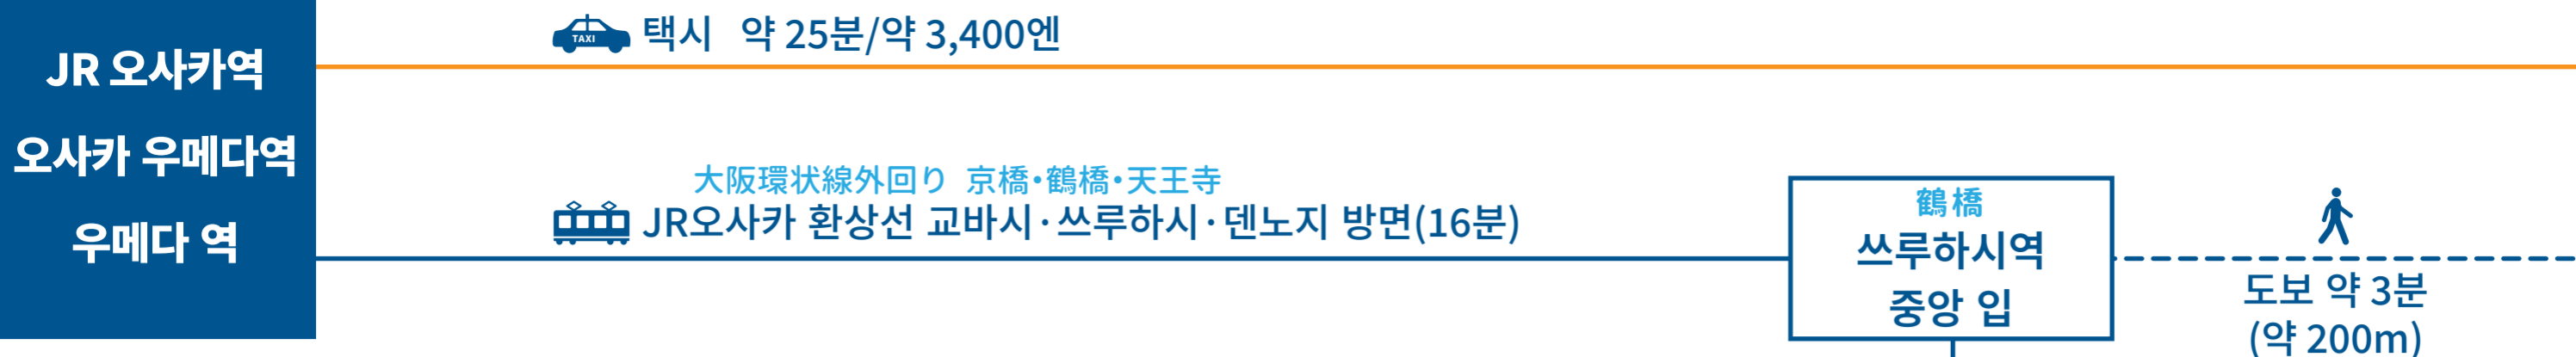 JR 오사카역
오사카 우메다역
우메다 역
TAXI
택시 약 25분/약 3,400엔
大阪環状線外回り 京橋・鶴橋・天王寺
JR오사카 환상선 교바시·쓰루하시·덴노지 방면(16분)
鶴橋
쓰루하시역
중앙 입
도보 약 3분
(약 200m)